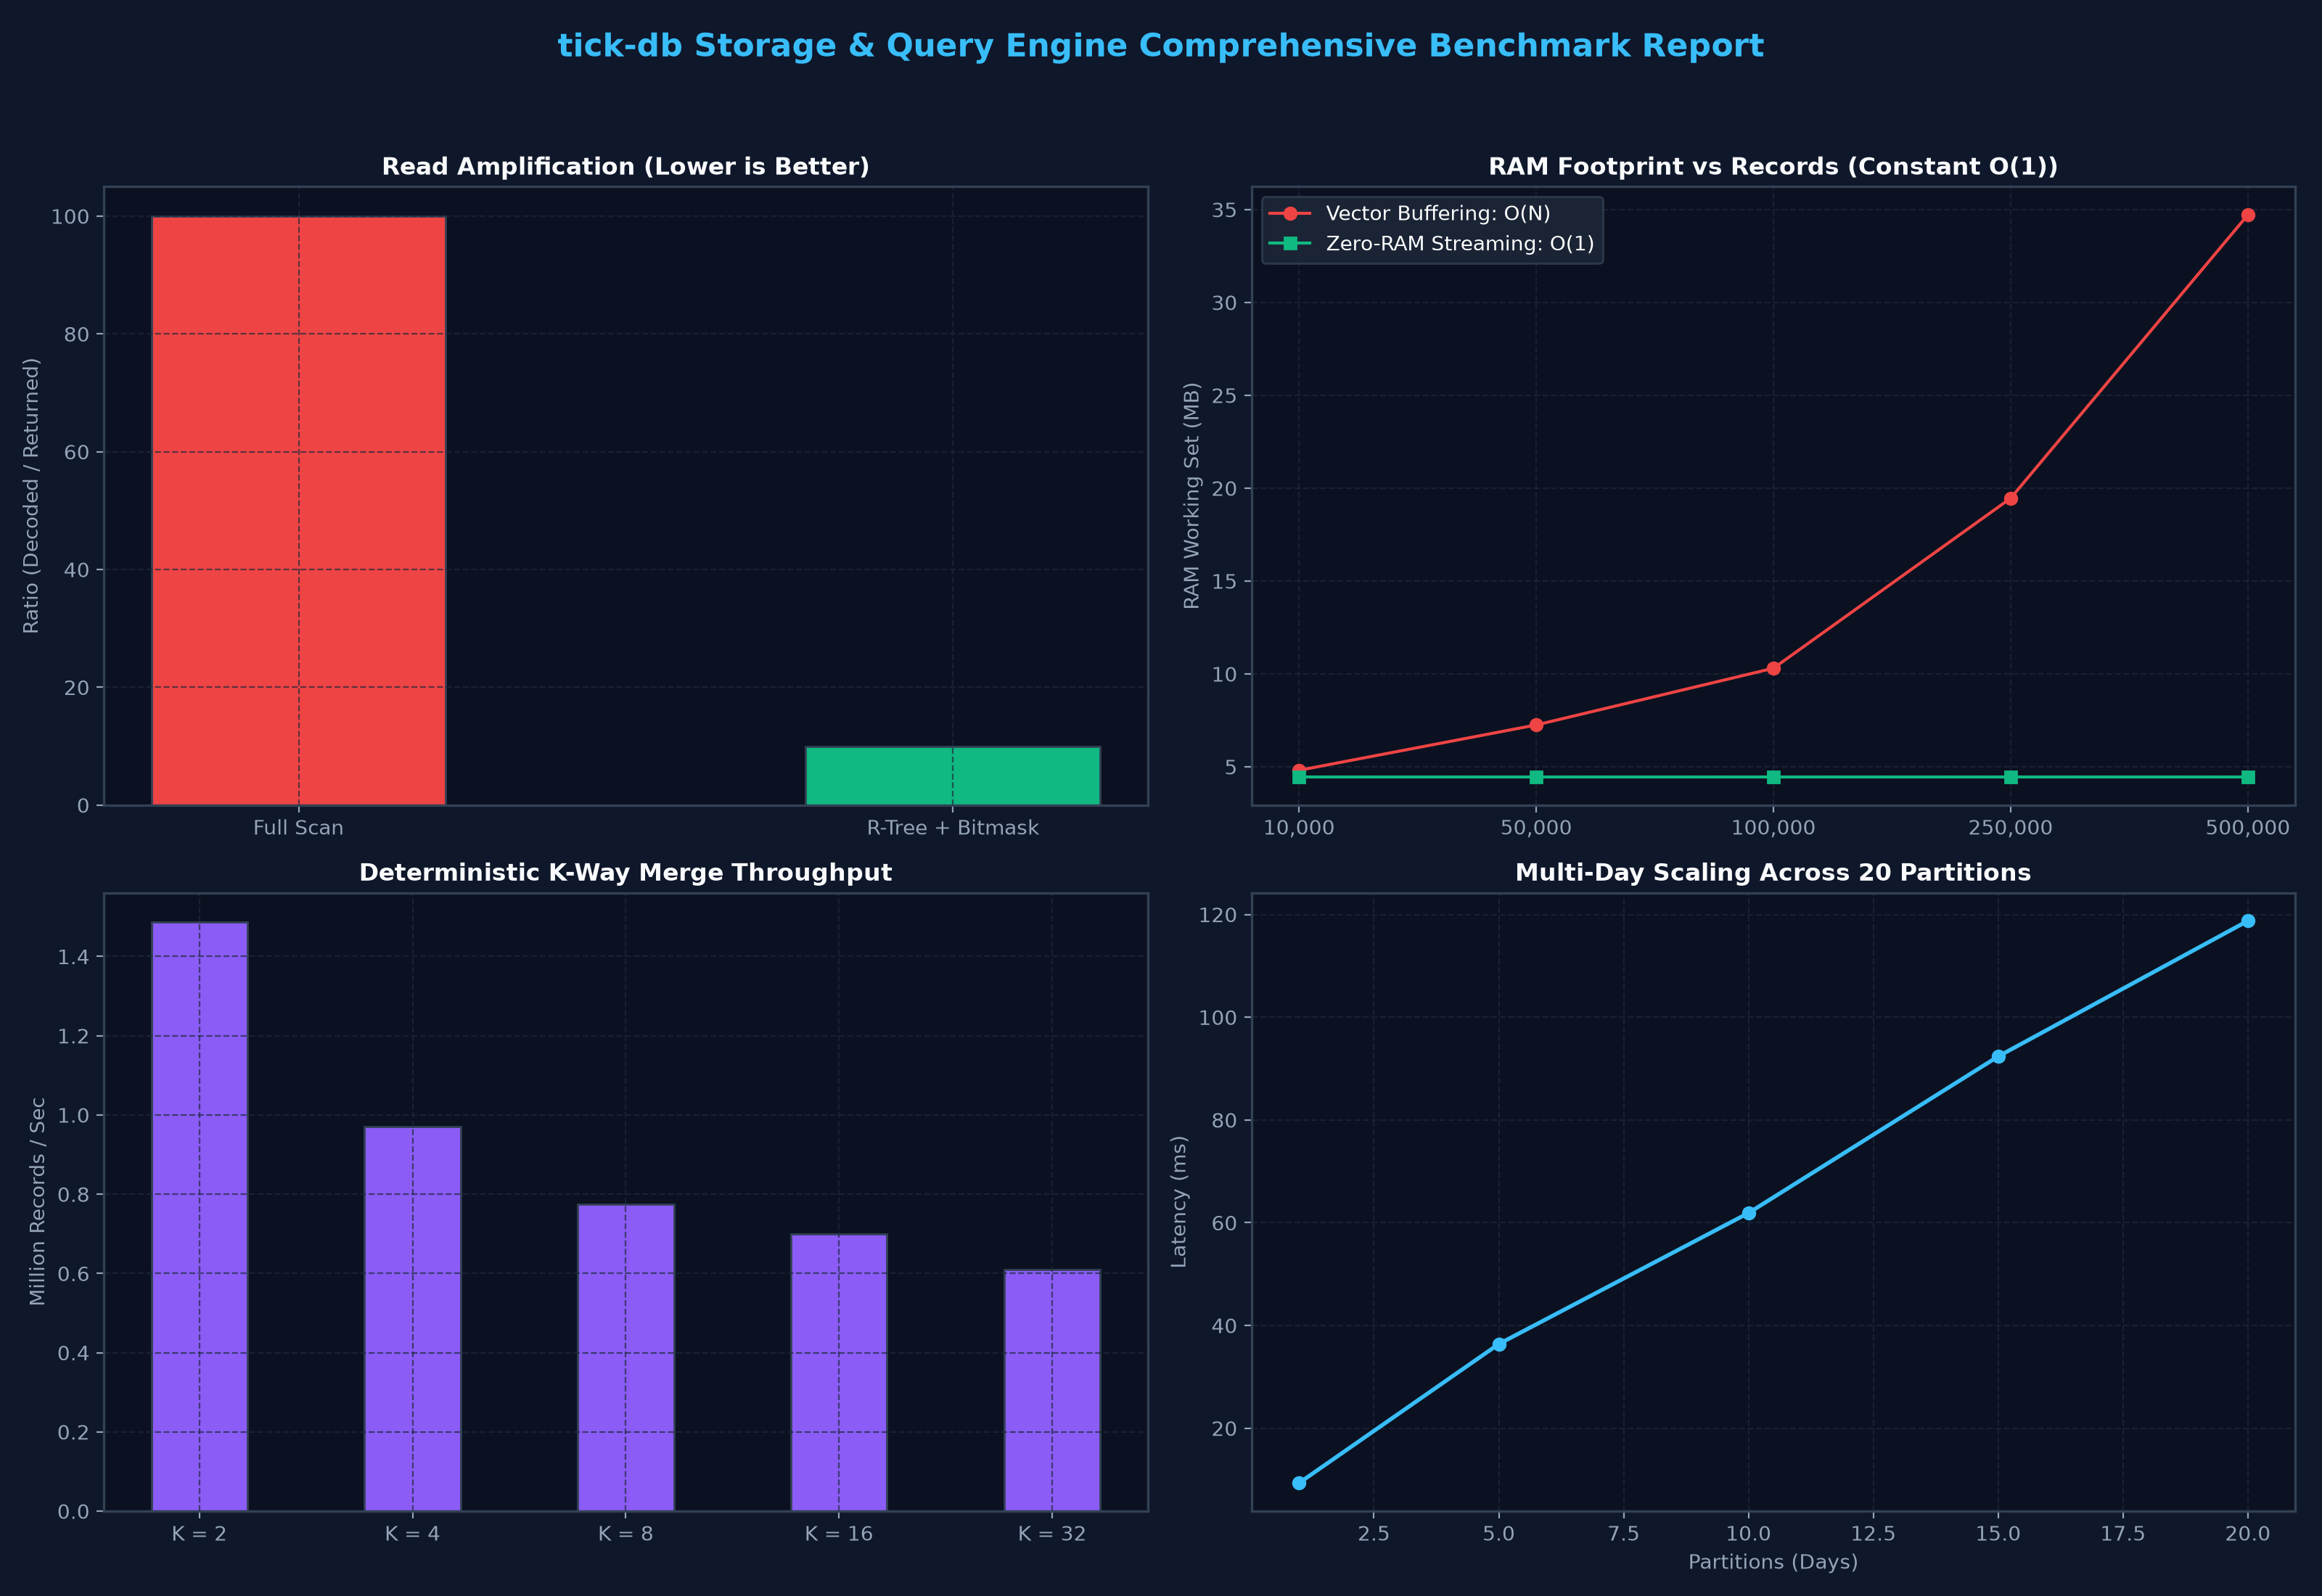 tick-db Storage & Query Engine Comprehensive Benchmark Report
Read Amplification (Lower is Better)
Ratio (Decoded / Returned)
100
80
60
40
20
0
Full Scan
R-Tree + Bitmask
RAM Footprint vs Records (Constant O(1))
Vector Buffering: O(N)
Zero-RAM Streaming: O(1)
RAM Working Set (MB)
35
30
25
20
15
10
5
10,000
50,000
100,000
250,000
500,000
Deterministic K-Way Merge Throughput
Million Records / Sec
1.4
1.2
1.0
0.8
0.6
0.4
0.2
0.0
K = 2
K = 4
K = 8
K = 16
K = 32
Multi-Day Scaling Across 20 Partitions
Latency (ms)
120
100
80
60
40
20
2.5
5.0
7.5
10.0
12.5
15.0
17.5
20.0
Partitions (Days)